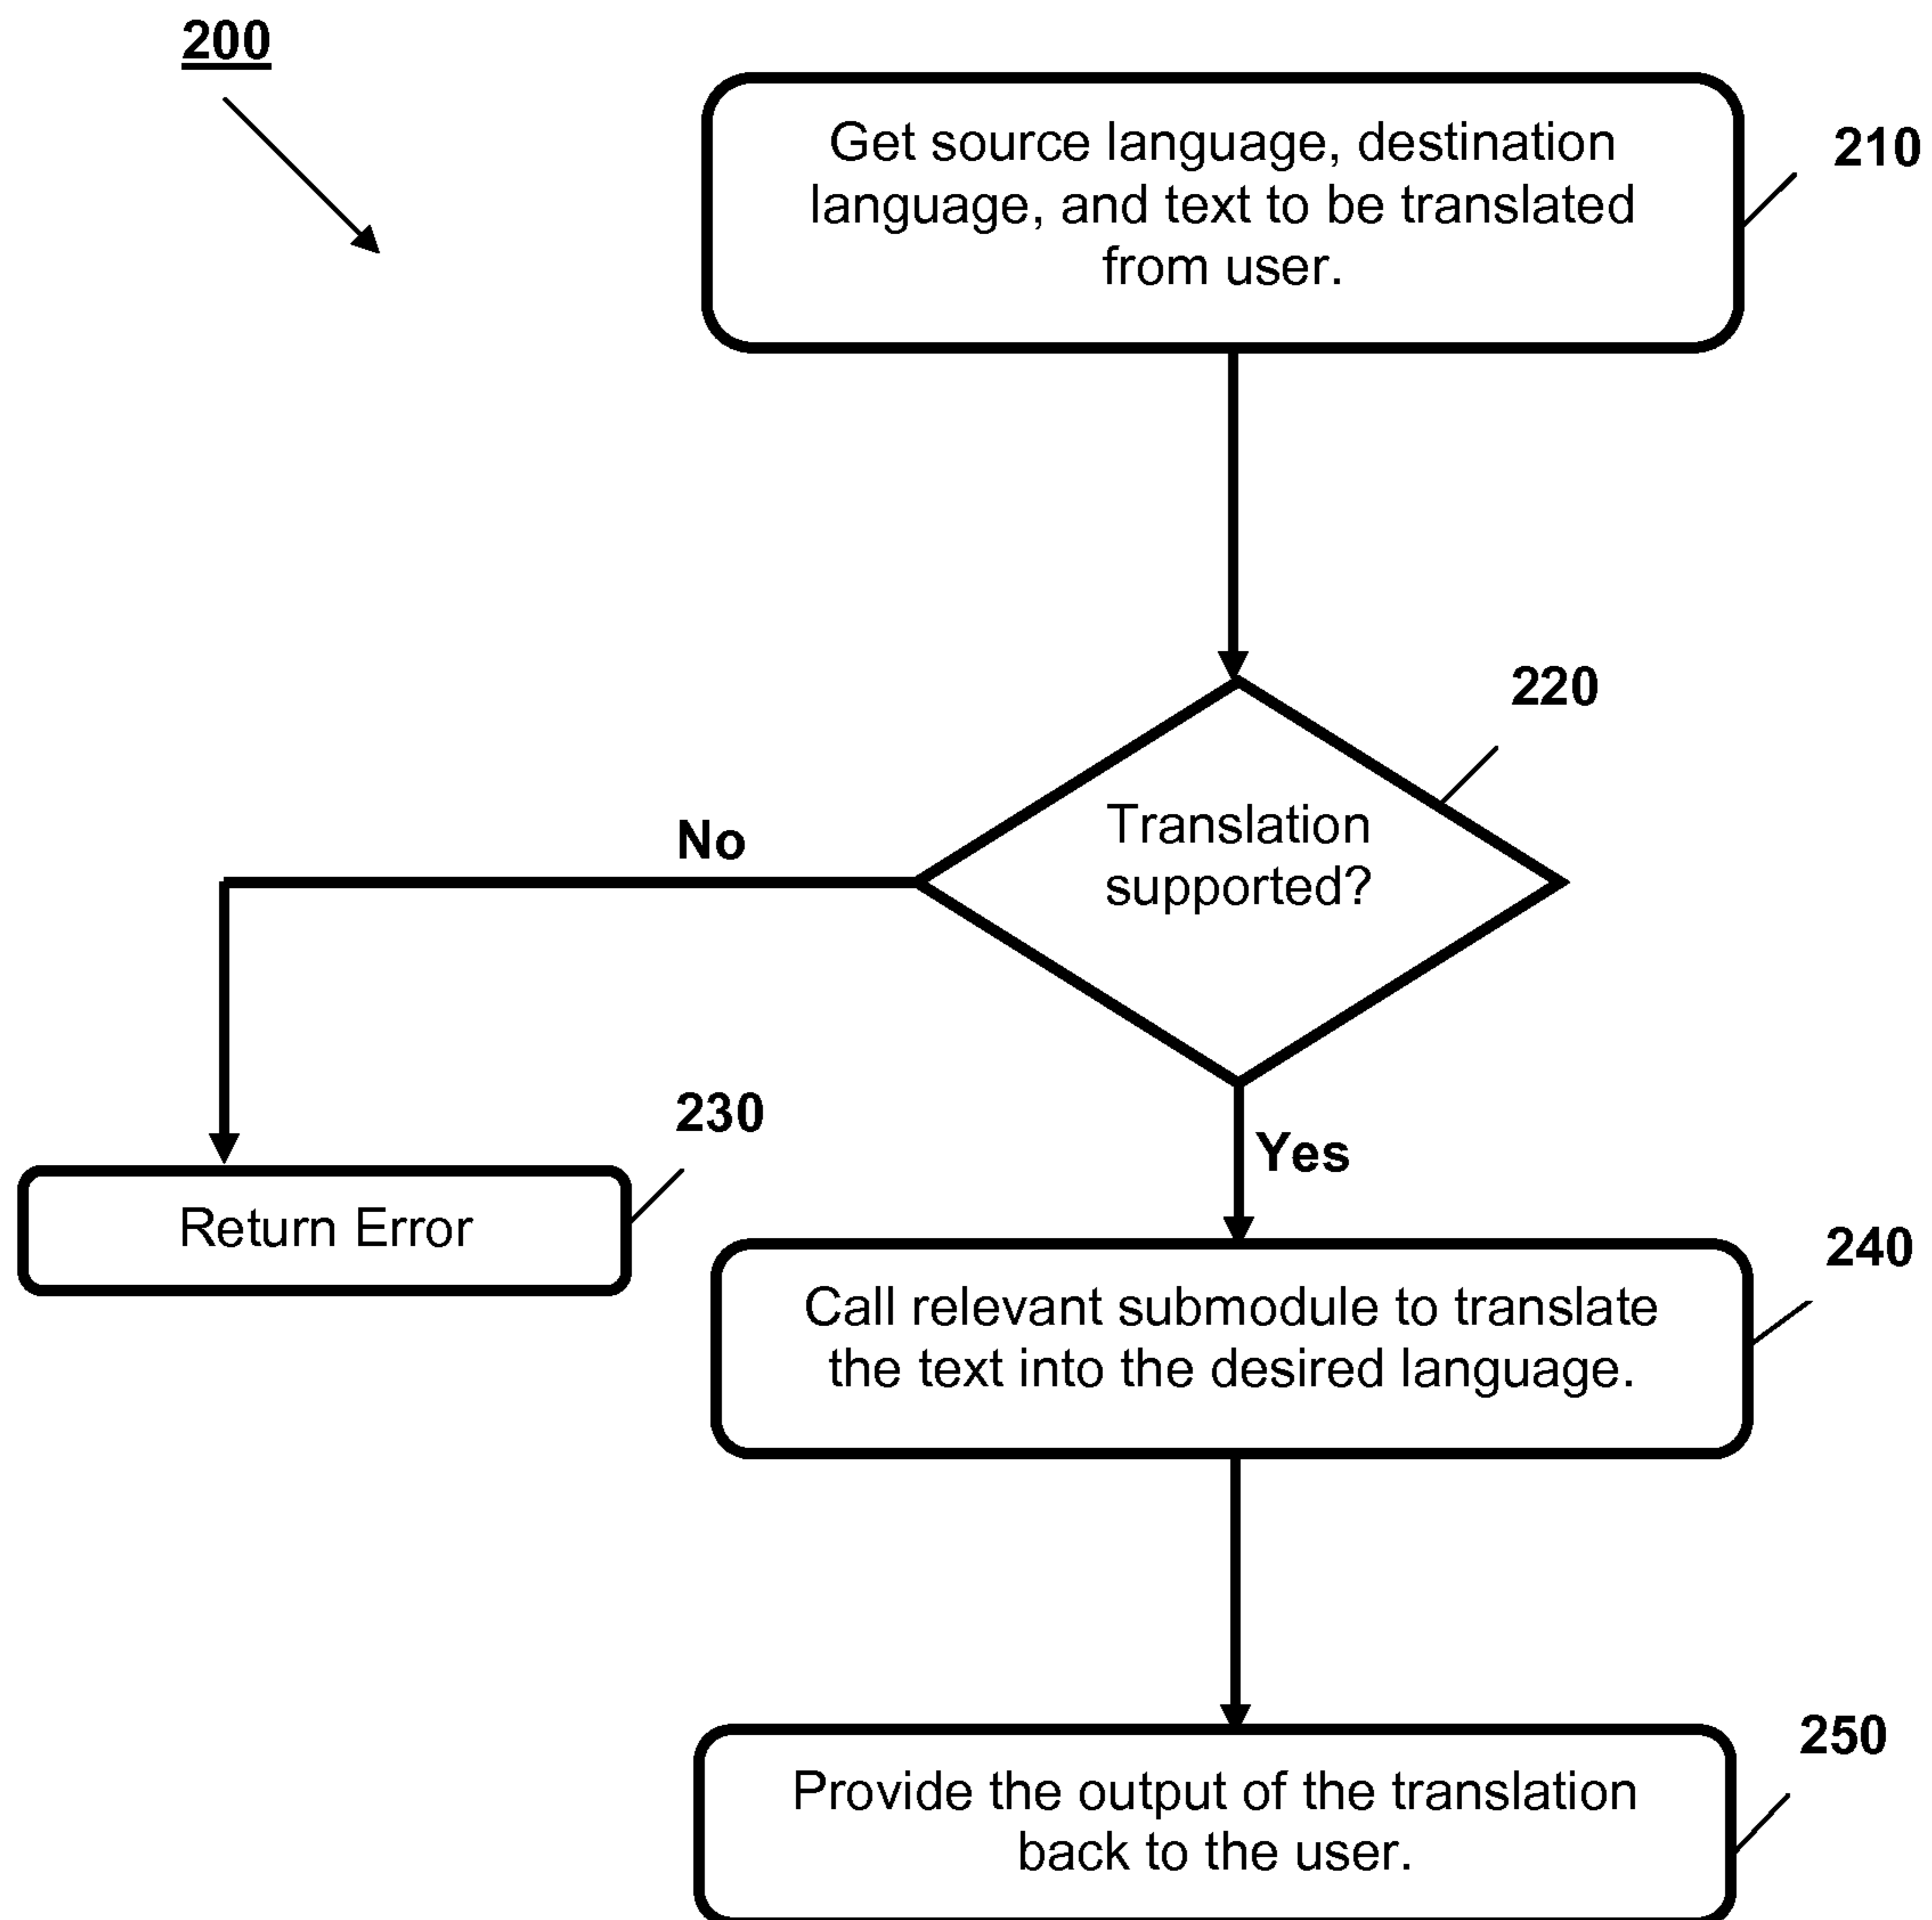 200
Get source language, destination
language, and text to be translated
from user.
210
220
Translation
supported?
No
Yes
230
Return Error
240
Call relevant submodule to translate
the text into the desired language.
250
Provide the output of the translation
back to the user.